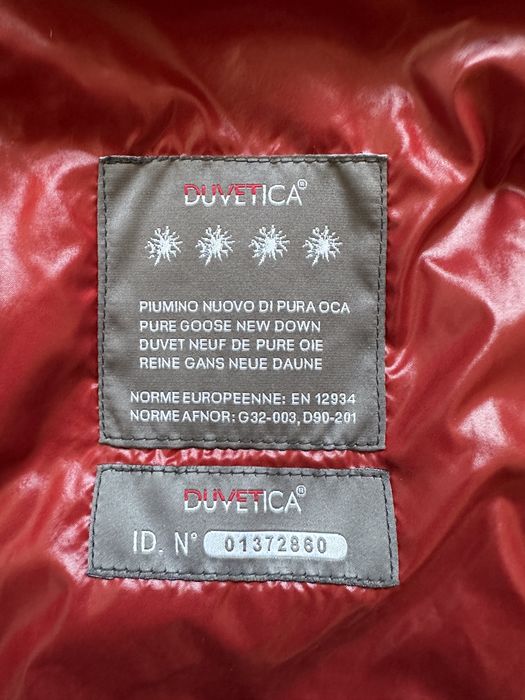 DUVETICA®
PIUMINO NUOVO DI PURA OCA
PURE GOOSE NEW DOWN
DUVET NEUF DE PURE OIE
REINE GANS NEUE DAUNE
NORME EUROPEENNE: EN 12934
NORME AFNOR: G32-003, D90-201
DUVETICA®
ID. N° 01372860